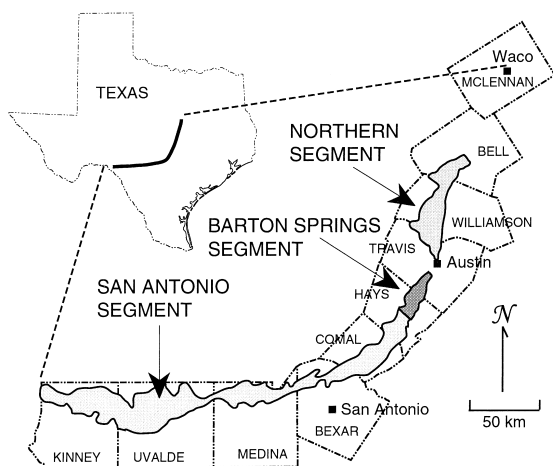 TEXAS
Waco
MCLENNAN
NORTHERN
SEGMENT
BELL
BARTON SPRINGS
SEGMENT
WILLIAMSON
TRAVIS
Austin
SAN ANTONIO
SEGMENT
HAYS
COMAL
N
San Antonio
50 km
BEXAR
KINNEY
UVALDE
MEDINA